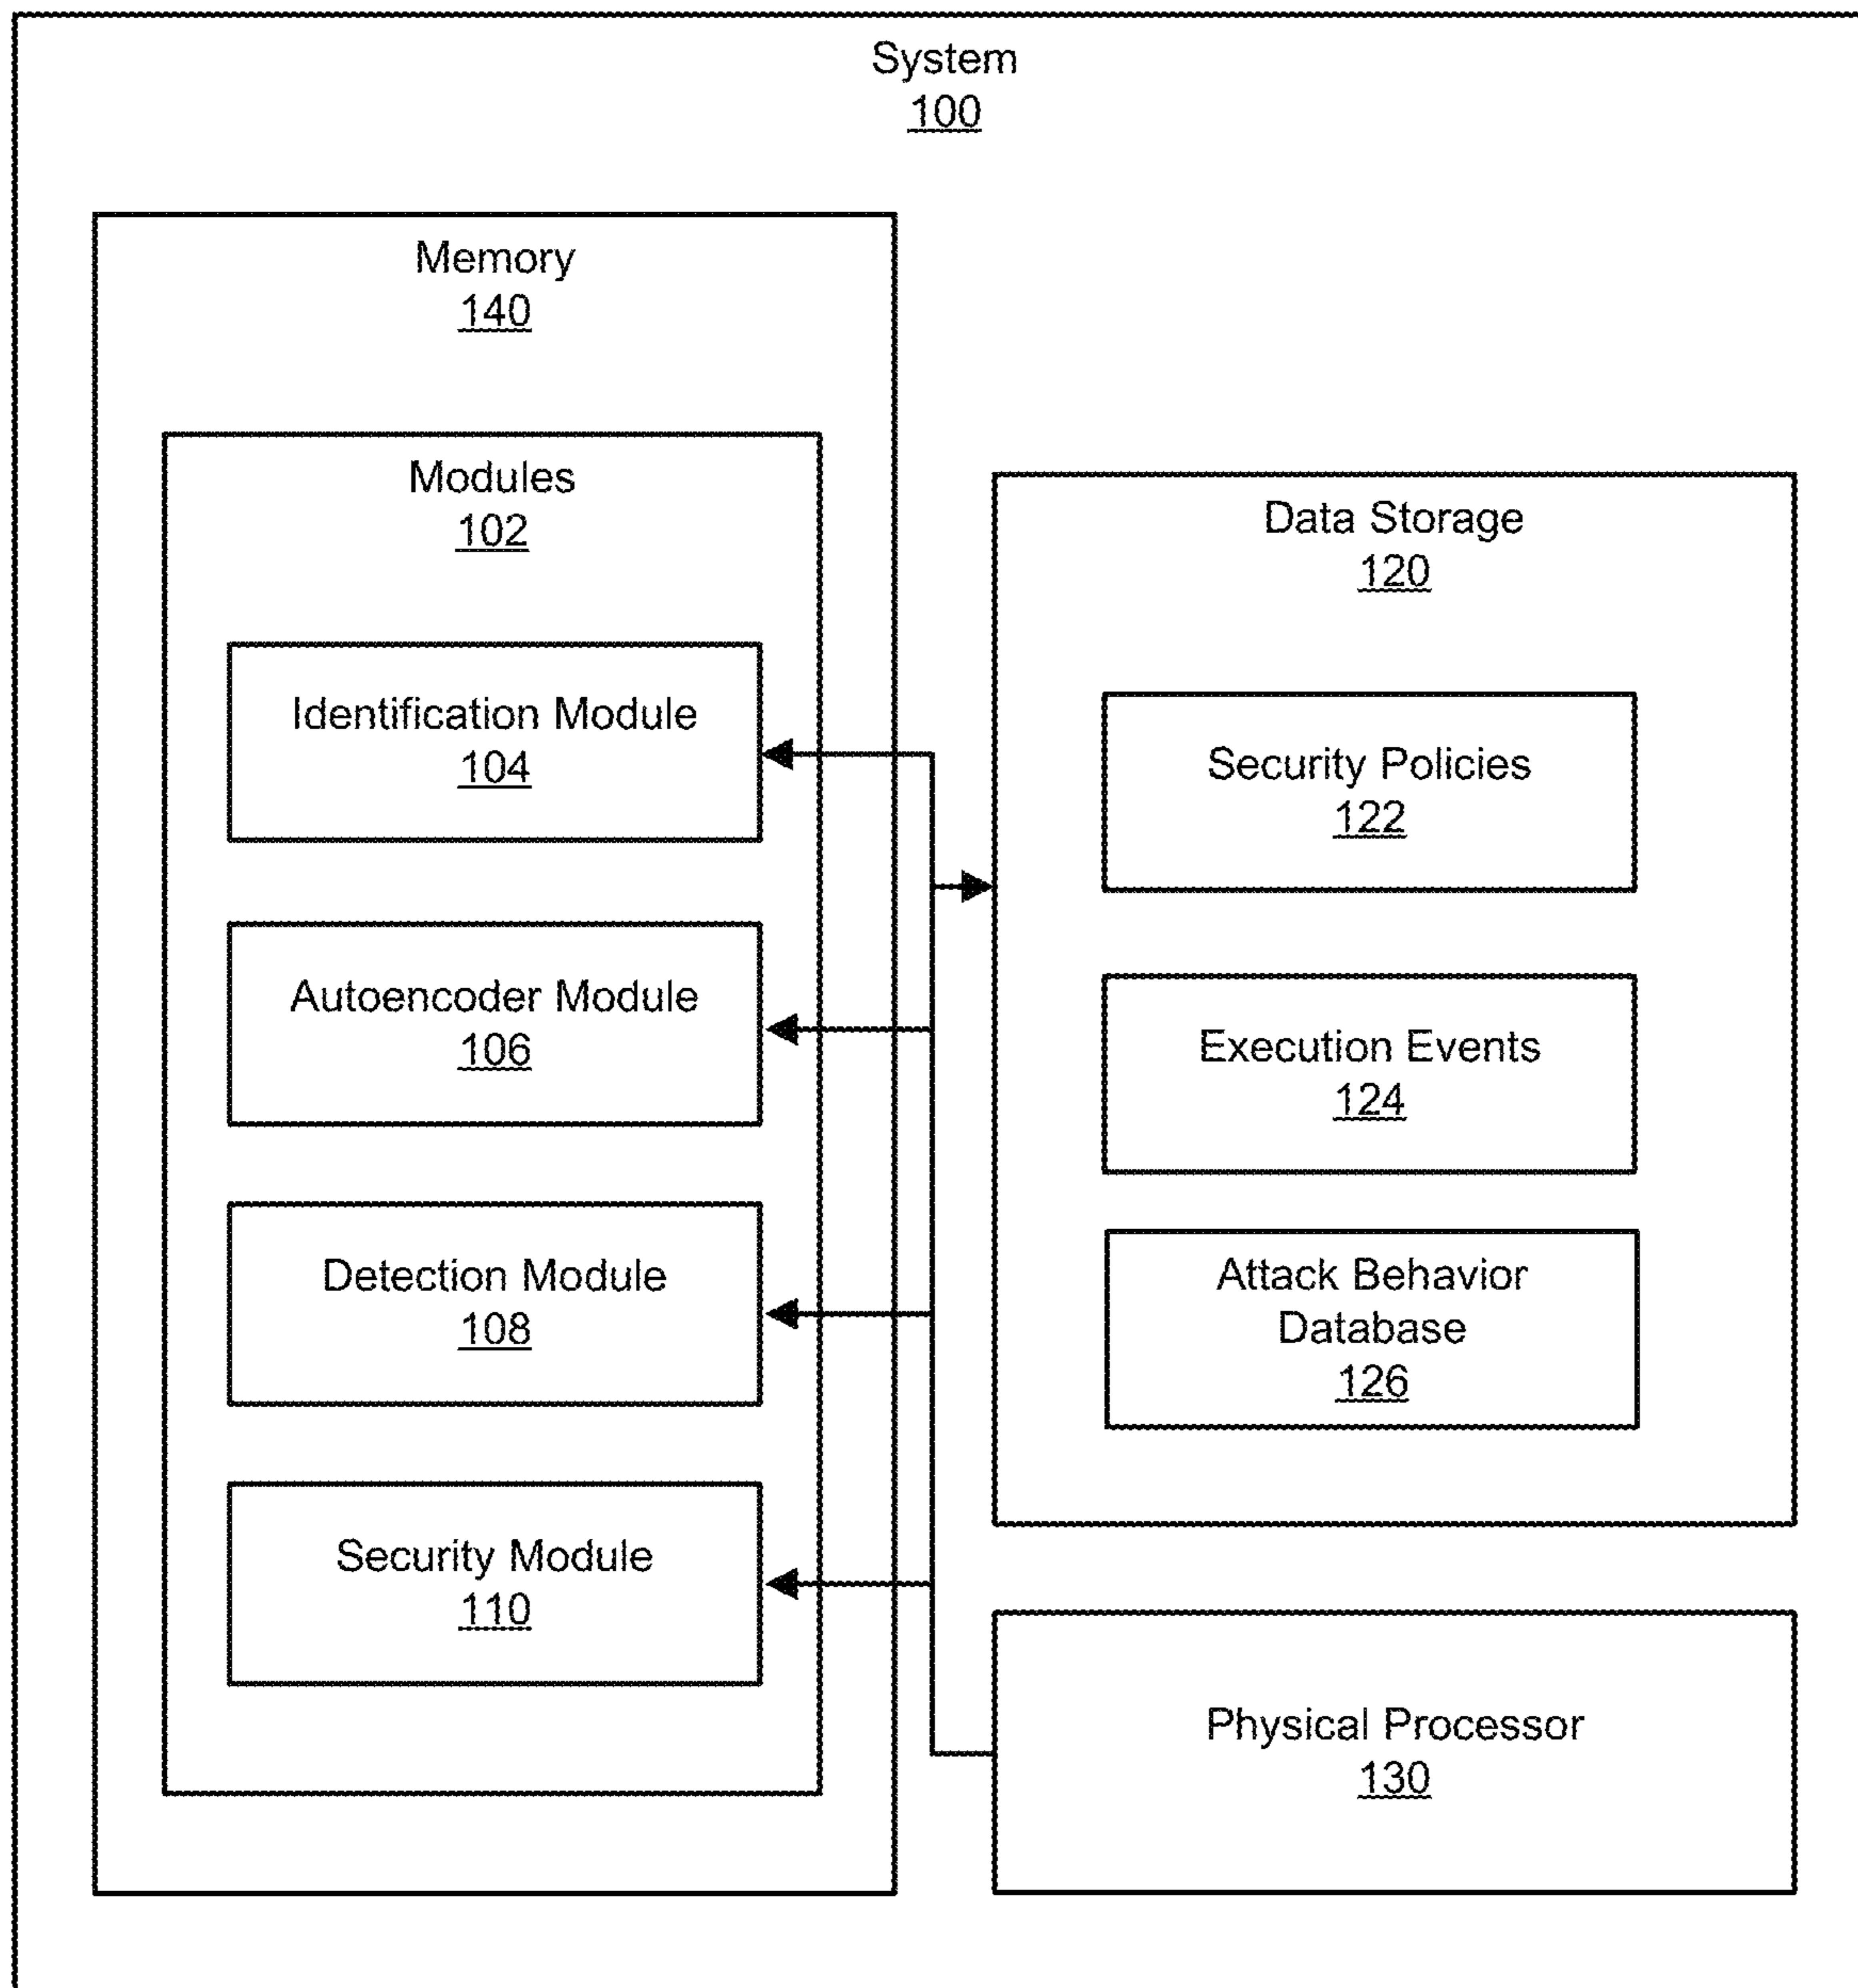 System
100
Memory
140
Modules
102
Identification Module
104
Autoencoder Module
106
Detection Module
108
Security Module
110
Data Storage
120
Security Policies
122
Execution Events
124
Attack Behavior
Database
126
Physical Processor
130